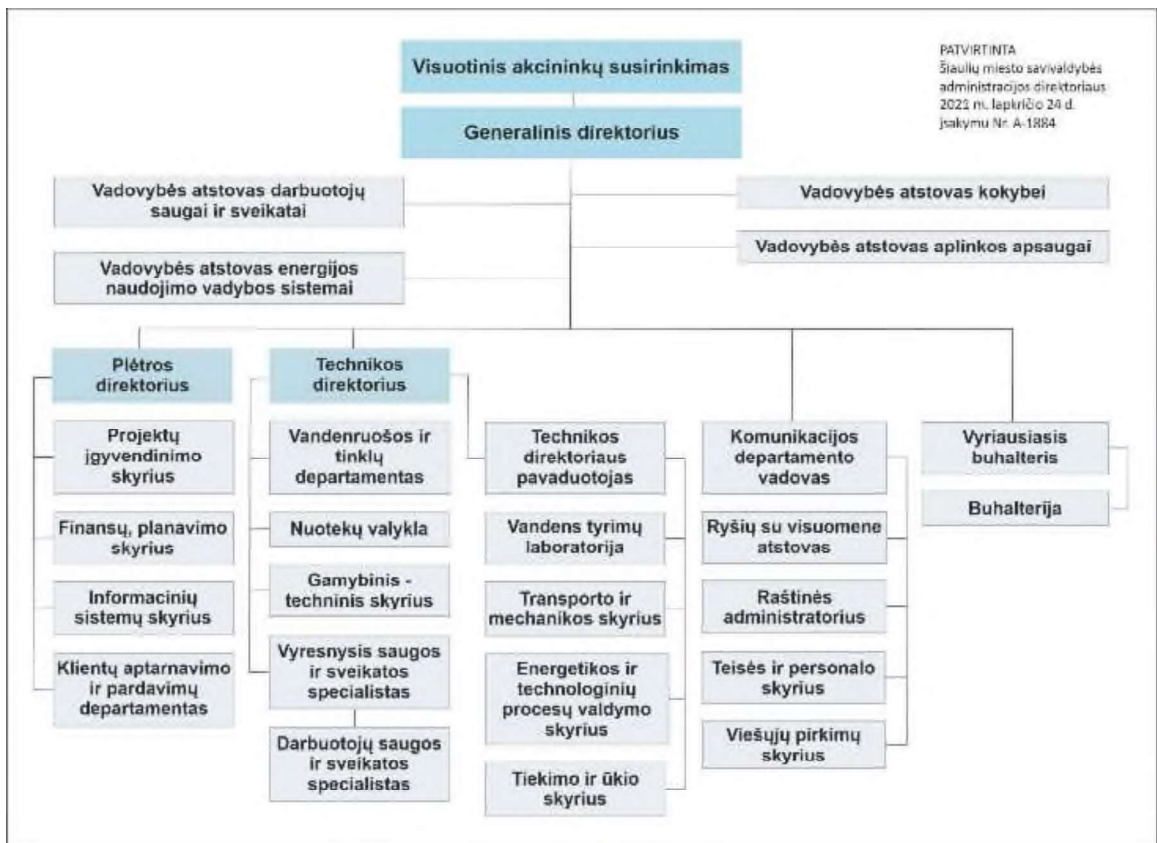 PATVIRTINTA
Šiaulių miesto savivaldybės
administracijos direktoriaus
2021 m. lapkričio 24 d.
įsakymu Nr. A-1884
Visuotinis akcininkų susirinkimas
Generalinis direktorius
Vadovybės atstovas darbuotojų
saugai ir sveikatai
Vadovybės atstovas kokybei
Vadovybės atstovas energijos
naudojimo vadybos sistemai
Vadovybės atstovas aplinkos apsaugai
Plėtros
direktorius
Projektų
įgyvendinimo
skyrius
Finansų, planavimo
skyrius
Informacinių
sistemų skyrius
Klientų aptarnavimo
ir pardavimų
departamentas
Technikos
direktorius
Vandenruošos ir
tinklų
departamentas
Nuotekų valykla
Gamybinis -
techninis skyrius
Vyresnysis saugos
ir sveikatos
specialistas
Darbuotojų saugos
ir sveikatos
specialistas
Technikos
direktoriaus
pavaduotojas
Vandens tyrimų
laboratorija
Transporto ir
mechanikos skyrius
Energetikos ir
technologinių
procesų valdymo
skyrius
Tiekimo ir ūkio
skyrius
Komunikacijos
departamento
vadovas
Ryšių su visuomene
atstovas
Raštinės
administratorius
Teisės ir personalo
skyrius
Viešųjų pirkimų
skyrius
Vyriausiasis
buhalteris
Buhalterija